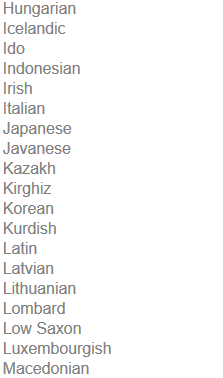 Hungarian
Icelandic
Ido
Indonesian
Irish
Italian
Japanese
Javanese
Kazakh
Kirghiz
Korean
Kurdish
Latin
Latvian
Lithuanian
Lombard
Low Saxon
Luxembourgish
Macedonian